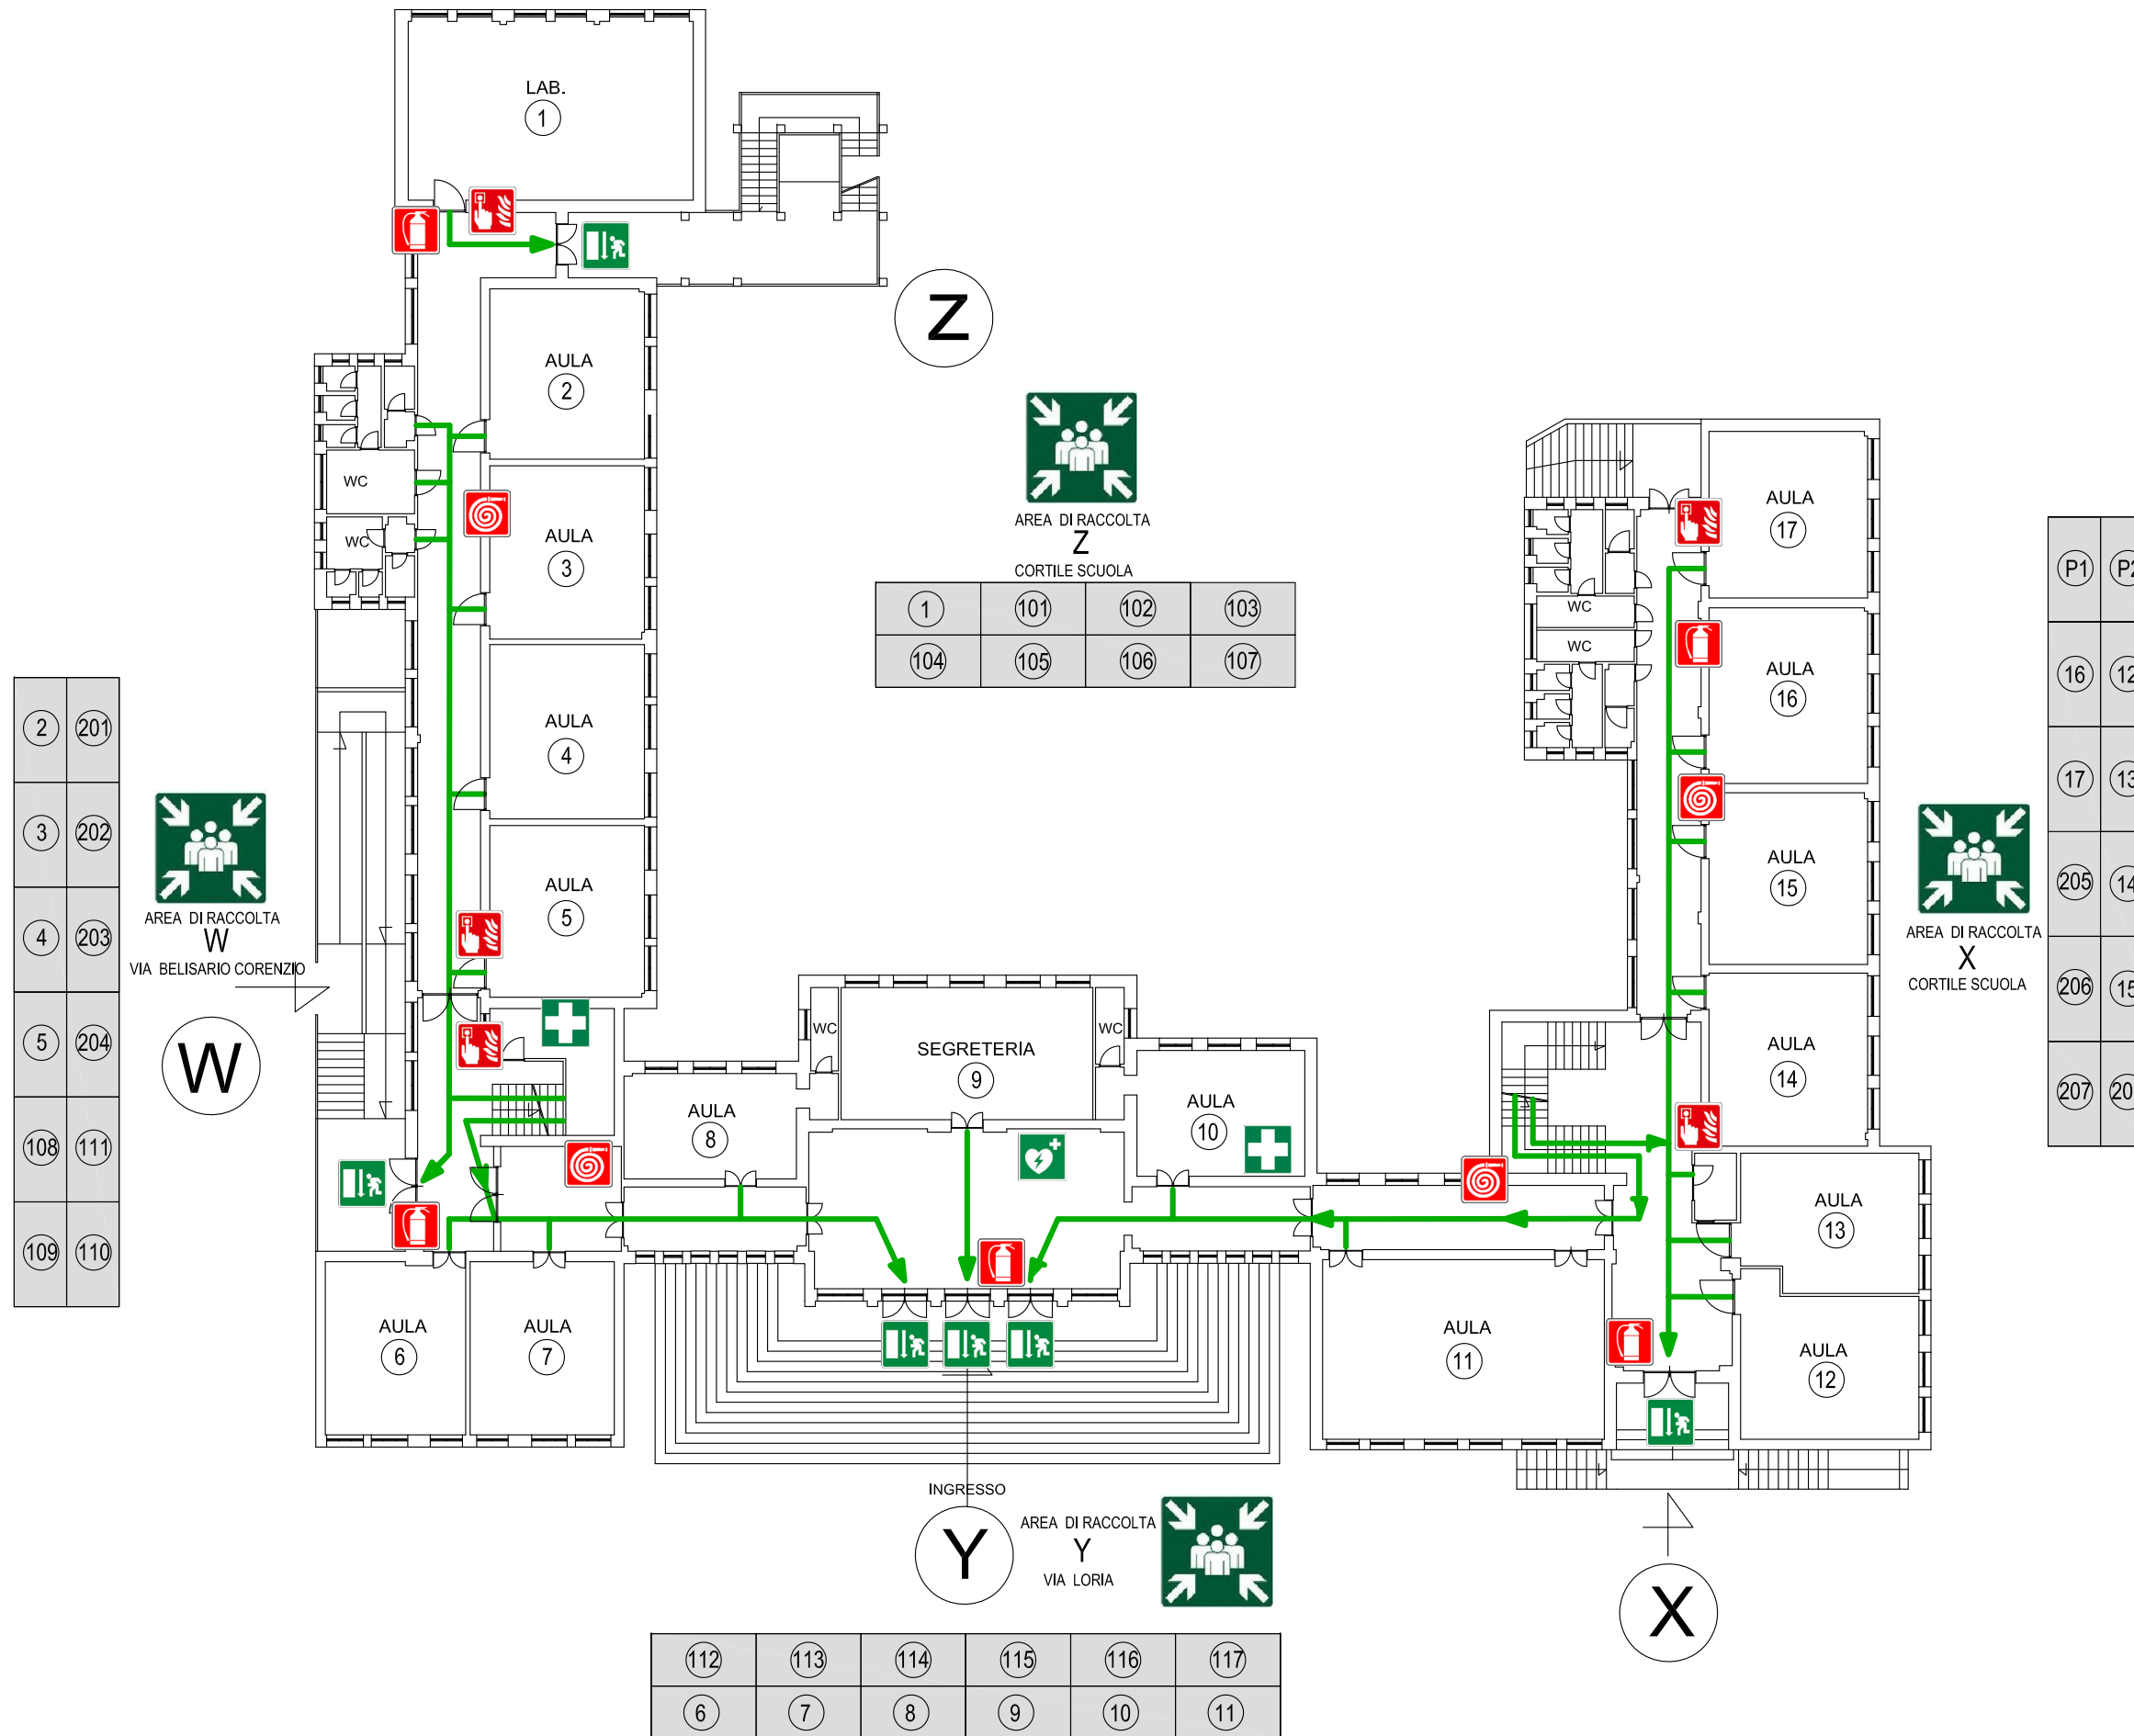 LAB.
1
Z
AULA
2
AULA
3
AULA
4
AULA
5
WC
WC
AREA DI RACCOLTA
Z
CORTILE SCUOLA
1 101 102 103
104 105 106 107
AULA
17
AULA
16
AULA
15
AULA
14
WC
WC
P1
16
17 13
205 14
206 15
207
2 201
3 202
4 203
5 204
108 111
109 110
AREA DI RACCOLTA
W
VIA BELISARIO CORENZIO
W
AREA DI RACCOLTA
X
CORTILE SCUOLA
WC
SEGRETERIA
9
WC
AULA
8
AULA
10
AULA
13
AULA
6
AULA
7
AULA
11
AULA
12
INGRESSO
Y
AREA DI RACCOLTA
Y
VIA LORIA
X
112 113 114 115 116 117
6 7 8 9 10 11